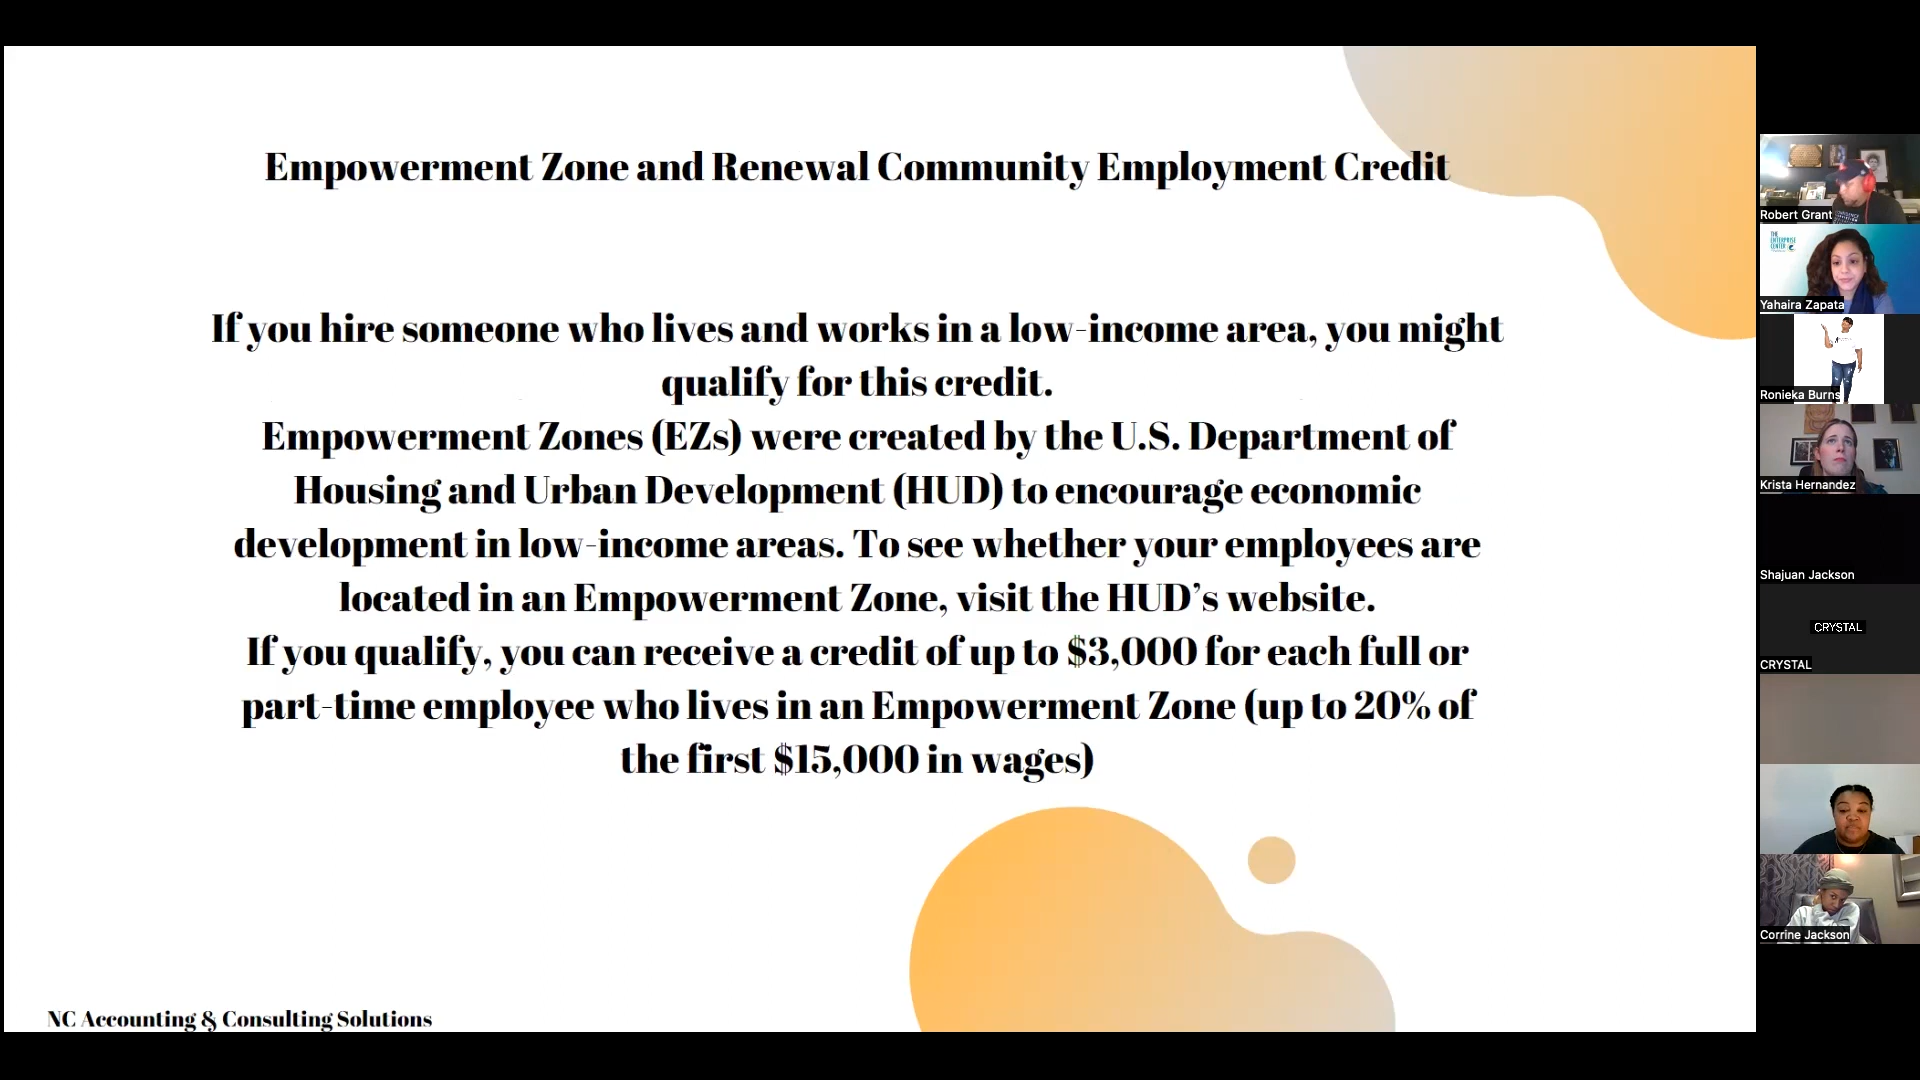 Empowerment Zone and Renewal Community Employment Credit
If you hire someone who lives and works in a low-income area, you might
qualify for this credit.
Empowerment Zones (EZs) were created by the U.S. Department of
Housing and Urban Development (HUD) to encourage economic
development in low-income areas. To see whether your employees are
located in an Empowerment Zone, visit the HUD’s website.
If you qualify, you can receive a credit of up to $3,000 for each full or
part-time employee who lives in an Empowerment Zone (up to 20% of
the first $15,000 in wages)
NC Accounting & Consulting Solutions
Robert Grant
THE
ENTERPRISE
CENTER
Yahaira Zapata
Ronieka Burns
Krista Hernandez
Shajuan Jackson
CRYSTAL
CRYSTAL
Corrine Jackson